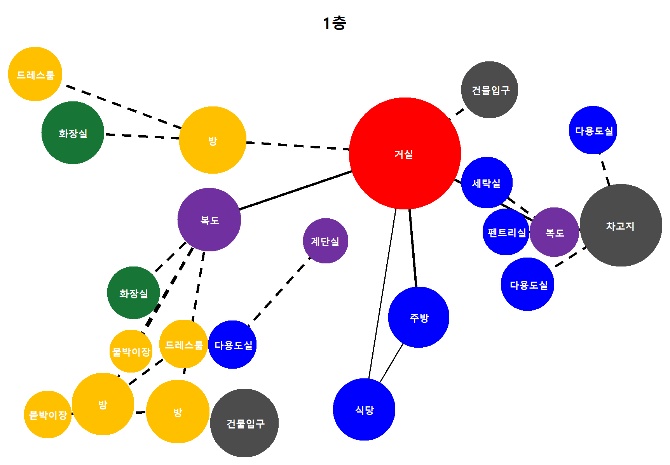 1층
드레스룸
건물입구
화장실
방
다용도실
거실
세탁실
복도
계단실
팬트리실
복도
차고지
화장실
다용도실
주방
붙박이장
드레스룸
다용도실
붙박이장
방
방
건물입구
식당